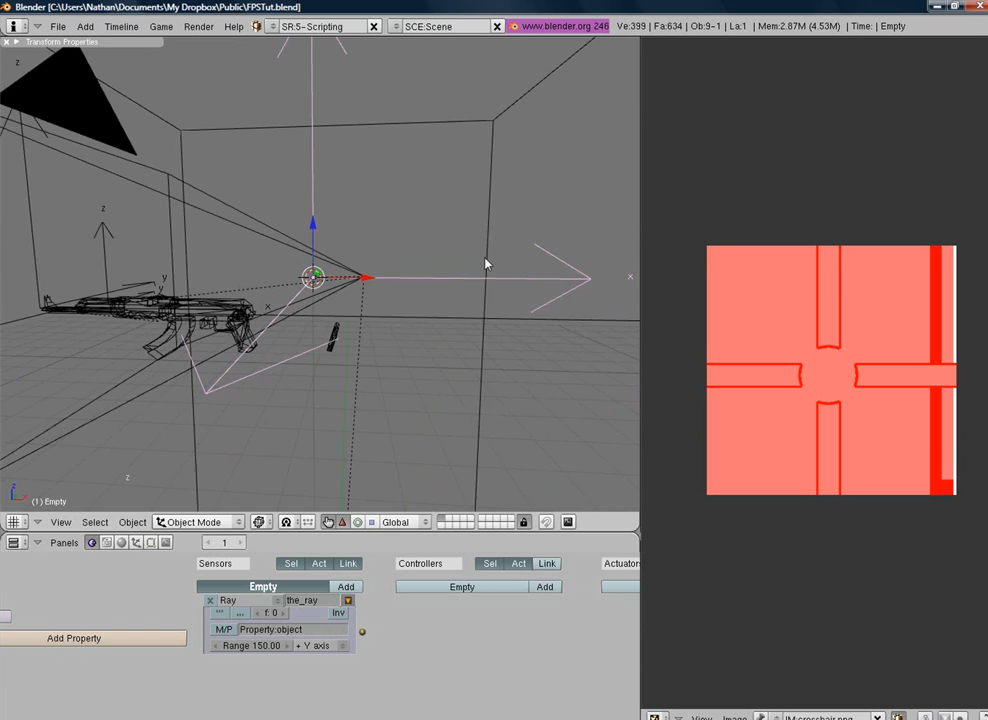 Blender [C:\Users\Nathan\Documents\My Dropbox\Public\FPSTut.blend]
File Add Timeline Game Render Help SR:5-Scripting SCE:Scene www.blender.org 246 Ve:399 | Fa:634 | Ob:9-1 | La:1 | Mem:2.87M (4.53M) | Time: | Empty
Transform Properties
z
z
y
y
x
x
z
z
x
(1) Empty
View Select Object Object Mode Global
Panels 1
Sensors Sel Act Link Controllers Sel Act Link Actuators
Empty Add Empty Add
Ray the_ray
f: 0 Inv
M/P Property:object
Add Property
Range 150.00 + Y axis
View Image IM:crosshair.png